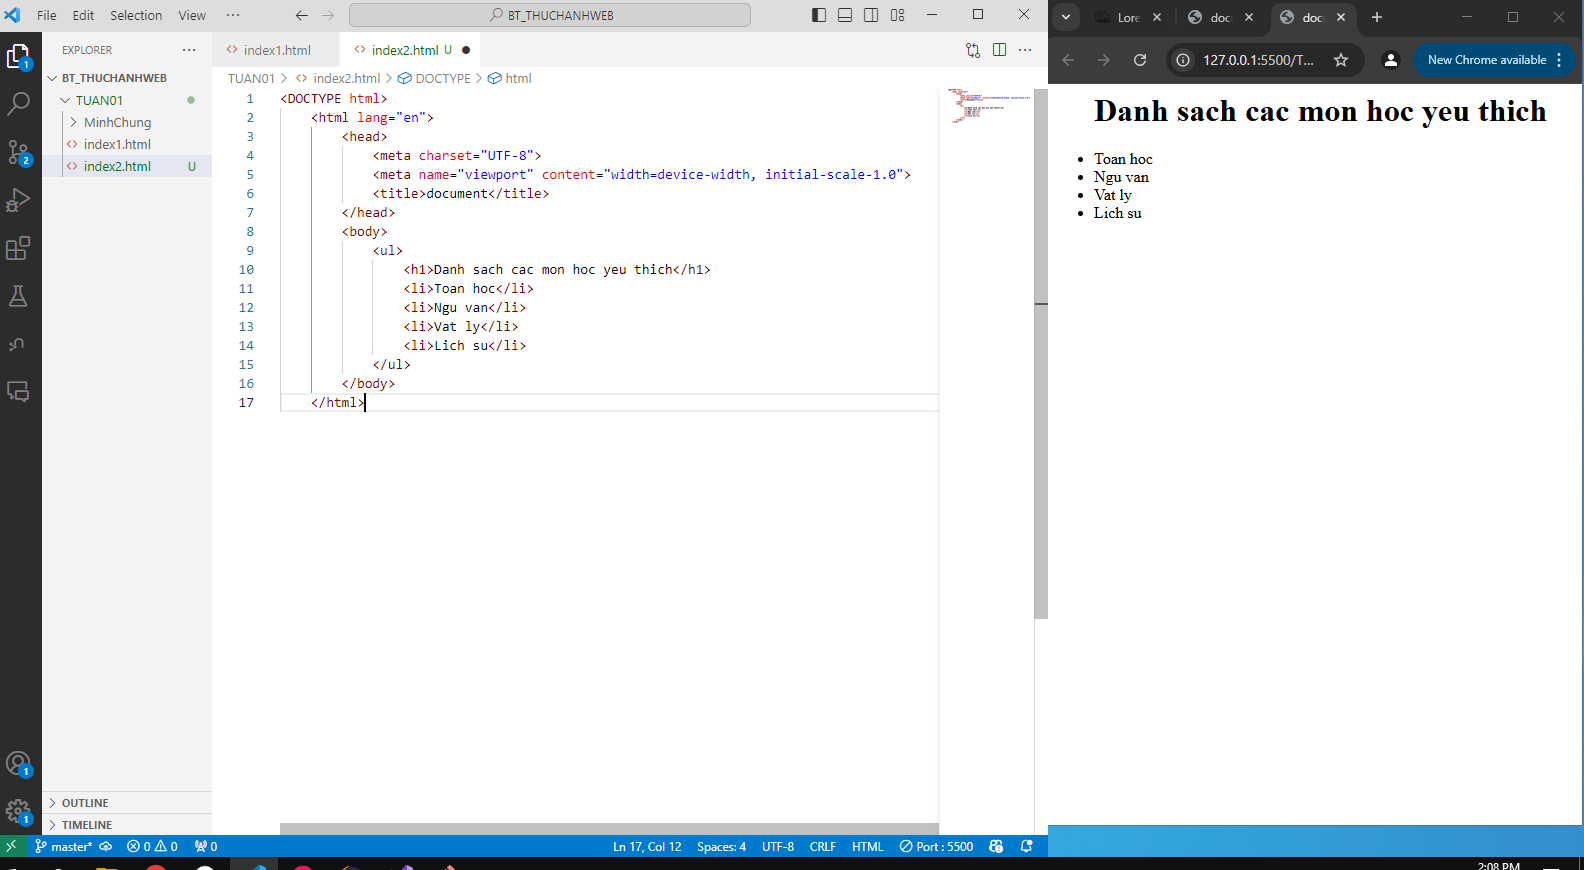 File Edit Selection View ··· BT_THUCHANHWEB
EXPLORER ···
BT_THUCHANHWEB
TUAN01
MinhChung
index1.html
index2.html U
OUTLINE
TIMELINE
index1.html index2.html U
TUAN01 > index2.html > DOCTYPE > html
1 <DOCTYPE html>
2 <html lang="en">
3 <head>
4 <meta charset="UTF-8">
5 <meta name="viewport" content="width=device-width, initial-scale-1.0">
6 <title>document</title>
7 </head>
8 <body>
9 <ul>
10 <h1>Danh sach cac mon hoc yeu thich</h1>
11 <li>Toan hoc</li>
12 <li>Ngu van</li>
13 <li>Vat ly</li>
14 <li>Lich su</li>
15 </ul>
16 </body>
17 </html>
1
2
1
1
master* 0 0 0 Ln 17, Col 12 Spaces: 4 UTF-8 CRLF HTML Port : 5500
Lore doc doc
127.0.0.1:5500/T... New Chrome available
Danh sach cac mon hoc yeu thich
Toan hoc
Ngu van
Vat ly
Lich su
2:08 PM